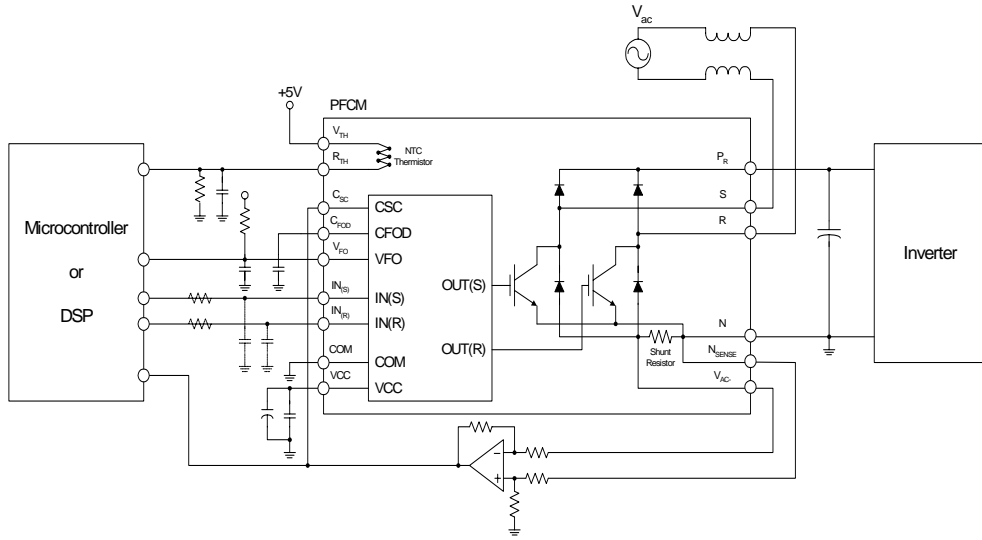 V_ac
+5V
PFCM
V_TH
NTC
Thermistor
R_TH
P_R
C_SC
CSC
S
C_FOD
CFOD
R
Microcontroller
or
DSP
V_FO
VFO
Inverter
IN_(S)
IN(S)
OUT(S)
IN_(R)
IN(R)
N
COM
COM
OUT(R)
Shunt
Resistor
N_SENSE
VCC
VCC
V_AC-
-
+